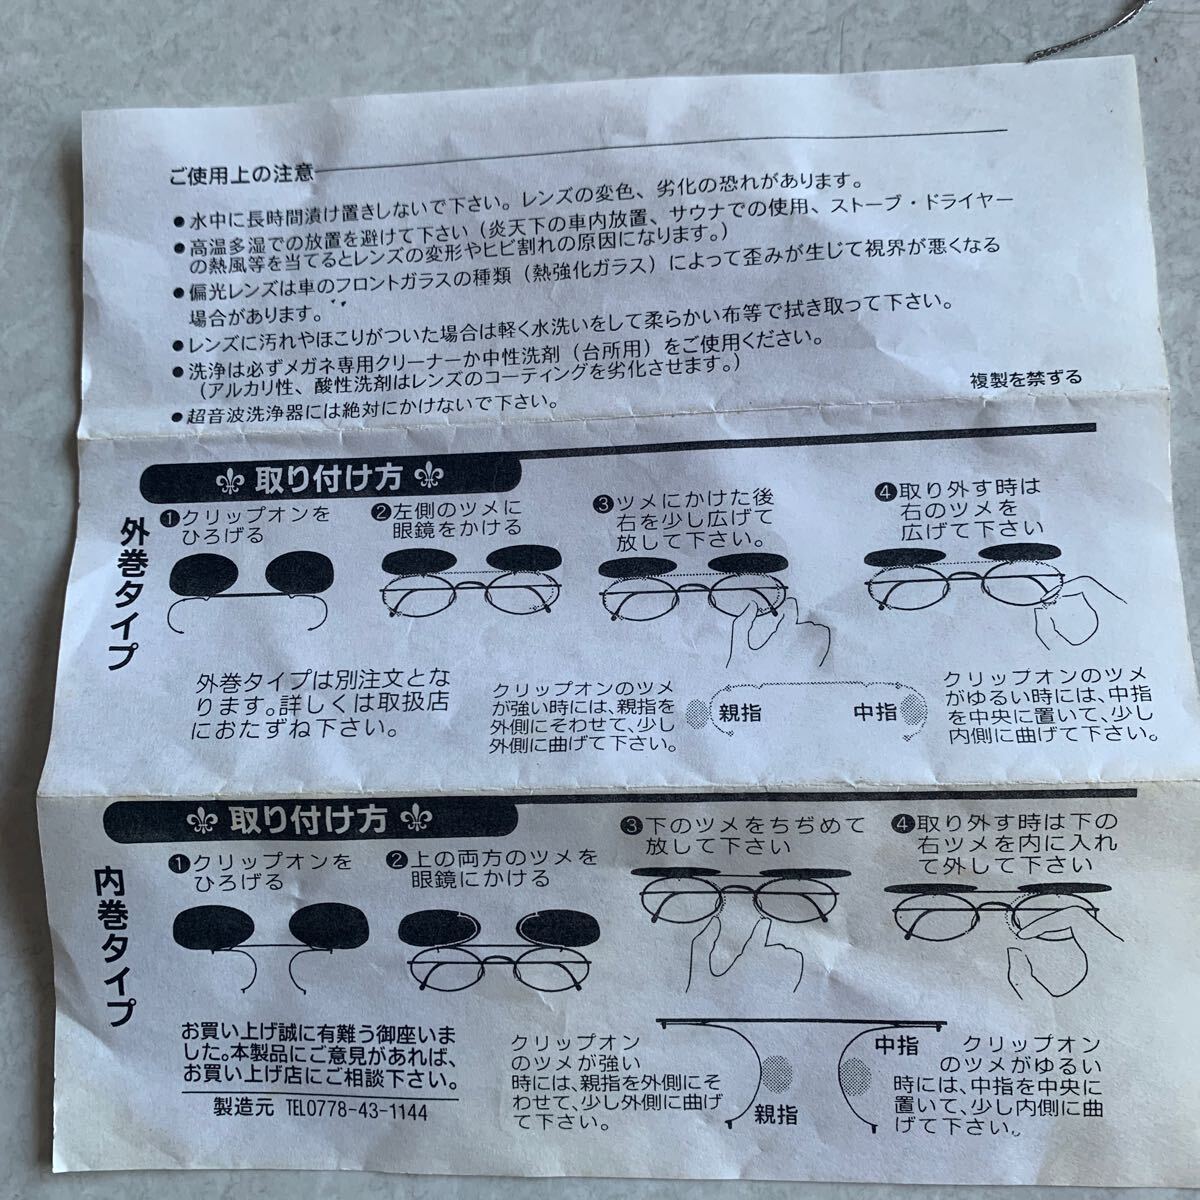 ご使用上の注意
●水中に長時間漬け置きしないで下さい。レンズの変色、劣化の恐れがあります。
●高温多湿での放置を避けて下さい(炎天下の車内放置、サウナでの使用、ストーブ・ドライヤー
の熱風等を当てるとレンズの変形やヒビ割れの原因になります。)
●偏光レンズは車のフロントガラスの種類(熱強化ガラス)によって歪みが生じて視界が悪くなる
場合があります。
●レンズに汚れやほこりがついた場合は軽く水洗いをして柔らかい布等で拭き取って下さい。
●洗浄は必ずメガネ専用クリーナーか中性洗剤(台所用)をご使用ください。
(アルカリ性、酸性洗剤はレンズのコーティングを劣化させます。)
●超音波洗浄器には絶対にかけないで下さい。
複製を禁ずる
取り付け方
外巻タイプ
❶クリップオンを
ひろげる
❷左側のツメに
眼鏡をかける
❸ツメにかけた後
右を少し広げて
放して下さい。
❹取り外す時は
右のツメを
広げて下さい
外巻タイプは別注文とな
ります。詳しくは取扱店
におたずね下さい。
クリップオンのツメ
が強い時には、親指を
外側にそわせて、少し
外側に曲げて下さい。
親指
中指
クリップオンのツメ
がゆるい時には、中指
を中央に置いて、少し
内側に曲げて下さい。
取り付け方
内巻タイプ
❶クリップオンを
ひろげる
❷上の両方のツメを
眼鏡にかける
❸下のツメをちぢめて
放して下さい
❹取り外す時は下の
右ツメを内に入れ
て外して下さい
お買い上げ誠に有難う御座いま
した。本製品にご意見があれば、
お買い上げ店にご相談下さい。
製造元 TEL0778-43-1144
クリップオン
のツメが強い
時には、親指を外側にそ
わせて、少し外側に曲げ
て下さい。
親指
中指
クリップオン
のツメがゆるい
時には、中指を中央に
置いて、少し内側に曲
げて下さい。